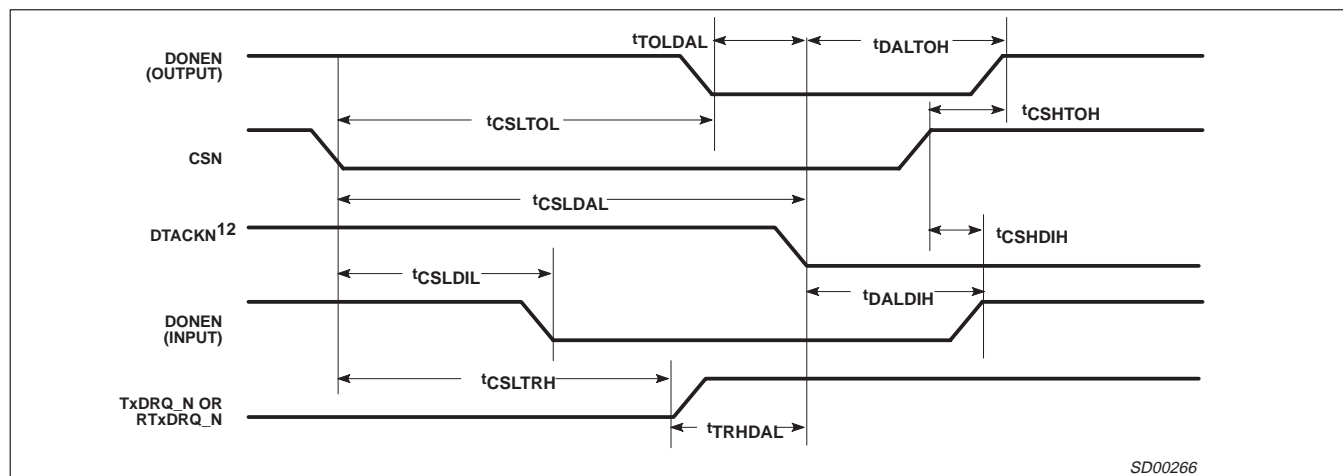 tTOLDAL
tDALTOH
DONEN
(OUTPUT)
tCSLTOL
tCSHTOH
CSN
tCSLDAL
DTACKN12
tCSHDIH
tCSLDIL
tDALDIH
DONEN
(INPUT)
tCSLTRH
TxDRQ_N OR
RTxDRQ_N
tTRHDAL
SD00266